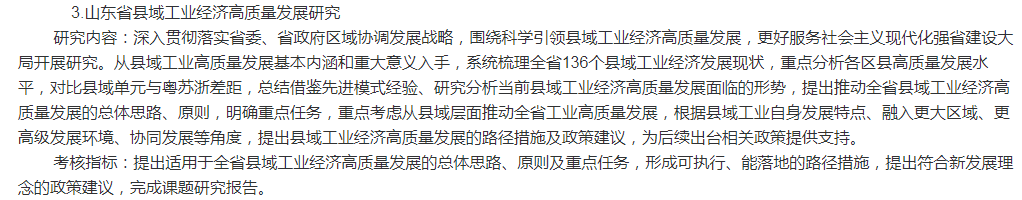 3.山东省县域工业经济高质量发展研究
研究内容：深入贯彻落实省委、省政府区域协调发展战略，围绕科学引领县域工业经济高质量发展，更好服务社会主义现代化强省建设大
局开展研究。从县域工业高质量发展基本内涵和重大意义入手，系统梳理全省136个县域工业经济发展现状，重点分析各区县高质量发展水
平，对比县域单元与粤苏浙差距，总结借鉴先进模式经验、研究分析当前县域工业经济高质量发展面临的形势，提出推动全省县域经济高
质量发展的总体思路、原则，明确重点任务，重点考虑从县域层面推动全省工业高质量发展，根据县域工业自身发展特点、融入更大区域、更
高级发展环境、协同发展等角度，提出县域工业经济高质量发展的路径措施及政策建议，为后续出台相关政策提供支持。
考核指标：提出适用于全省县域工业经济高质量发展的总体思路、原则及重点任务，形成可执行、能落地的路径措施，提出符合新发展理
念的政策建议，完成课题研究报告。